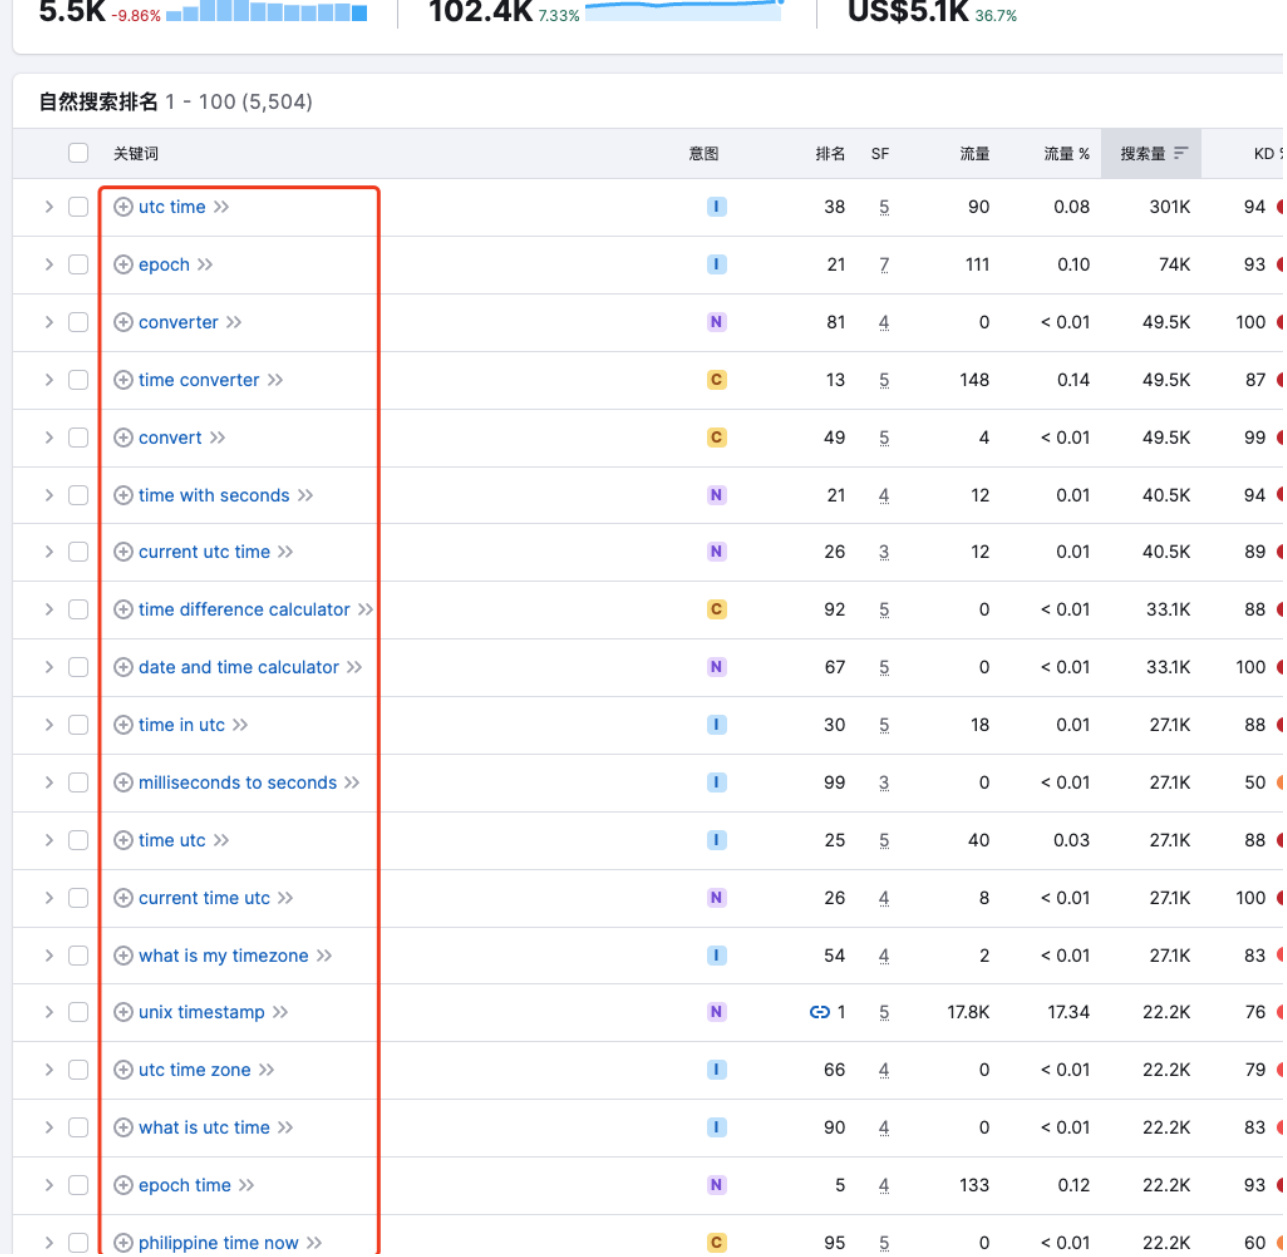 5.5K -9.86% 102.4K 7.33% US$5.1K 36.7%
自然搜索排名 1 - 100 (5,504)
关键词 意图 排名 SF 流量 流量 % 搜索量 KD
utc time I 38 5 90 0.08 301K 94
epoch I 21 7 111 0.10 74K 93
converter N 81 4 0 < 0.01 49.5K 100
time converter C 13 5 148 0.14 49.5K 87
convert C 49 5 4 < 0.01 49.5K 99
time with seconds N 21 4 12 0.01 40.5K 94
current utc time N 26 3 12 0.01 40.5K 89
time difference calculator C 92 5 0 < 0.01 33.1K 88
date and time calculator N 67 5 0 < 0.01 33.1K 100
time in utc I 30 5 18 0.01 27.1K 88
milliseconds to seconds I 99 3 0 < 0.01 27.1K 50
time utc I 25 5 40 0.03 27.1K 88
current time utc N 26 4 8 < 0.01 27.1K 100
what is my timezone I 54 4 2 < 0.01 27.1K 83
unix timestamp N 1 5 17.8K 17.34 22.2K 76
utc time zone I 66 4 0 < 0.01 22.2K 79
what is utc time I 90 4 0 < 0.01 22.2K 83
epoch time N 5 4 133 0.12 22.2K 93
philippine time now C 95 5 0 < 0.01 22.2K 60